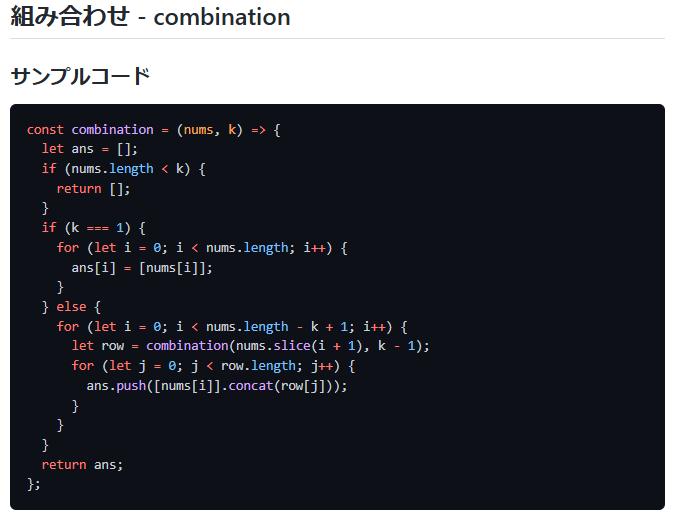 組み合わせ - combination
サンプルコード
const combination = (nums, k) => {
  let ans = [];
  if (nums.length < k) {
    return [];
  }
  if (k === 1) {
    for (let i = 0; i < nums.length; i++) {
      ans[i] = [nums[i]];
    }
  } else {
    for (let i = 0; i < nums.length - k + 1; i++) {
      let row = combination(nums.slice(i + 1), k - 1);
      for (let j = 0; j < row.length; j++) {
        ans.push([nums[i]].concat(row[j]));
      }
    }
  }
  return ans;
};